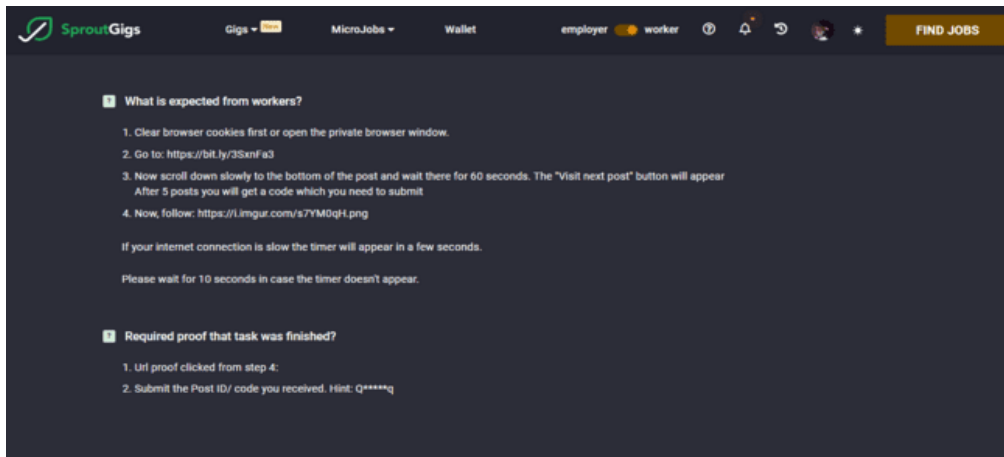 SproutGigs
Gigs
New
MicroJobs
Wallet
employer
worker
FIND JOBS
What is expected from workers?
1. Clear browser cookies first or open the private browser window.
2. Go to: https://bit.ly/3SxnFa3
3. Now scroll down slowly to the bottom of the post and wait there for 60 seconds. The "Visit next post" button will appear
After 5 posts you will get a code which you need to submit
4. Now, follow: https://i.imgur.com/s7YM0qH.png
If your internet connection is slow the timer will appear in a few seconds.
Please wait for 10 seconds in case the timer doesn't appear.
Required proof that task was finished?
1. Url proof clicked from step 4:
2. Submit the Post ID/ code you received. Hint: Q*****q